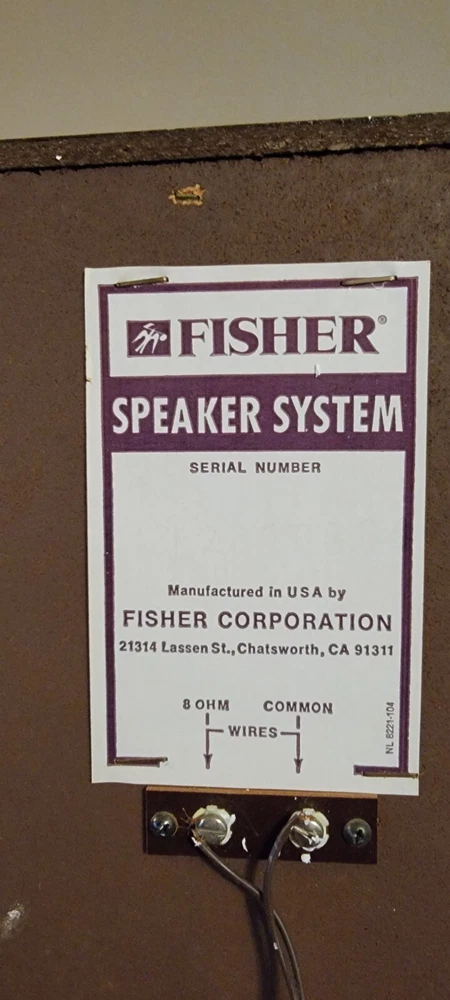 FISHER®
SPEAKER SYSTEM
SERIAL NUMBER
Manufactured in USA by
FISHER CORPORATION
21314 Lassen St., Chatsworth, CA 91311
8 OHM COMMON
WIRES
NL 8221-104